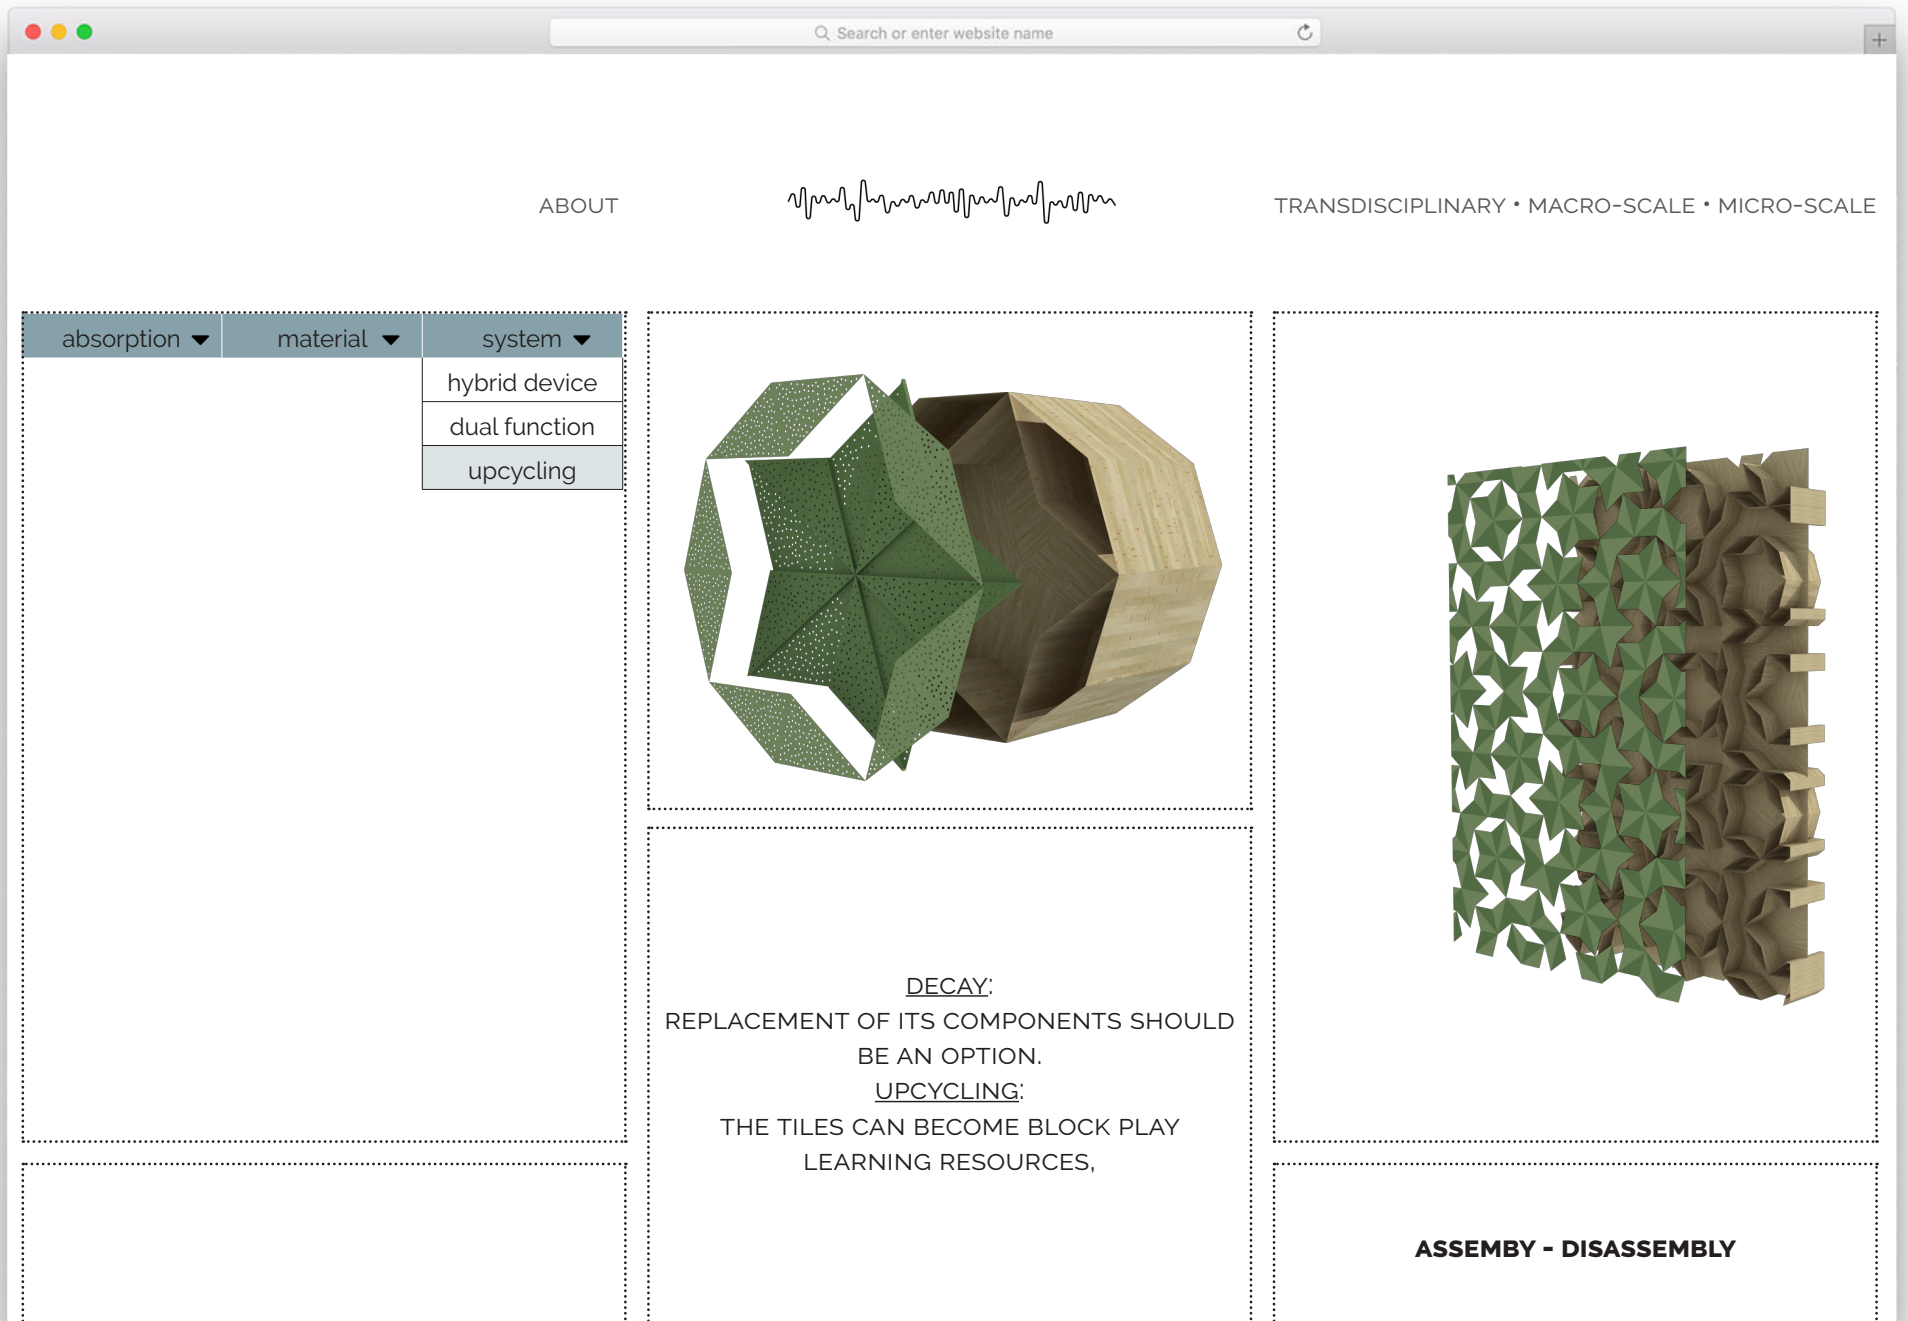 Search or enter website name
ABOUT
TRANSDISCIPLINARY • MACRO-SCALE • MICRO-SCALE
absorption
material
system
hybrid device
dual function
upcycling
DECAY:
REPLACEMENT OF ITS COMPONENTS SHOULD
BE AN OPTION.
UPCYCLING:
THE TILES CAN BECOME BLOCK PLAY
LEARNING RESOURCES,
ASSEMBY - DISASSEMBLY